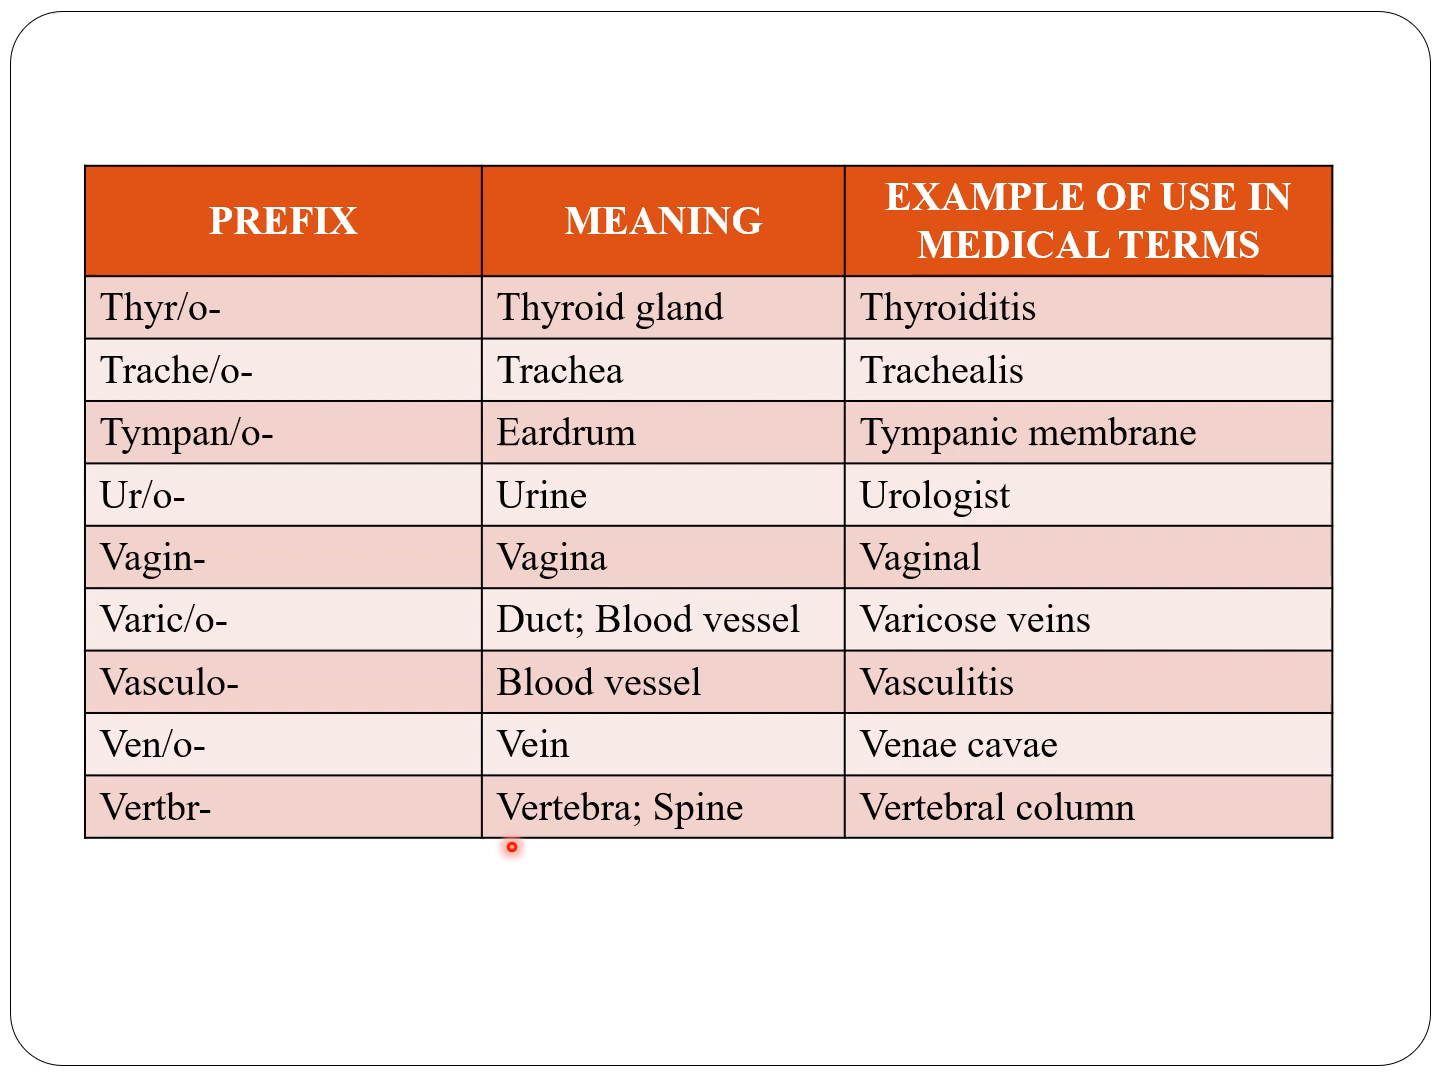 PREFIX MEANING EXAMPLE OF USE IN
MEDICAL TERMS
Thyr/o- Thyroid gland Thyroiditis
Trache/o- Trachea Trachealis
Tympan/o- Eardrum Tympanic membrane
Ur/o- Urine Urologist
Vagin- Vagina Vaginal
Varic/o- Duct; Blood vessel Varicose veins
Vasculo- Blood vessel Vasculitis
Ven/o- Vein Venae cavae
Vertbr- Vertebra; Spine Vertebral column